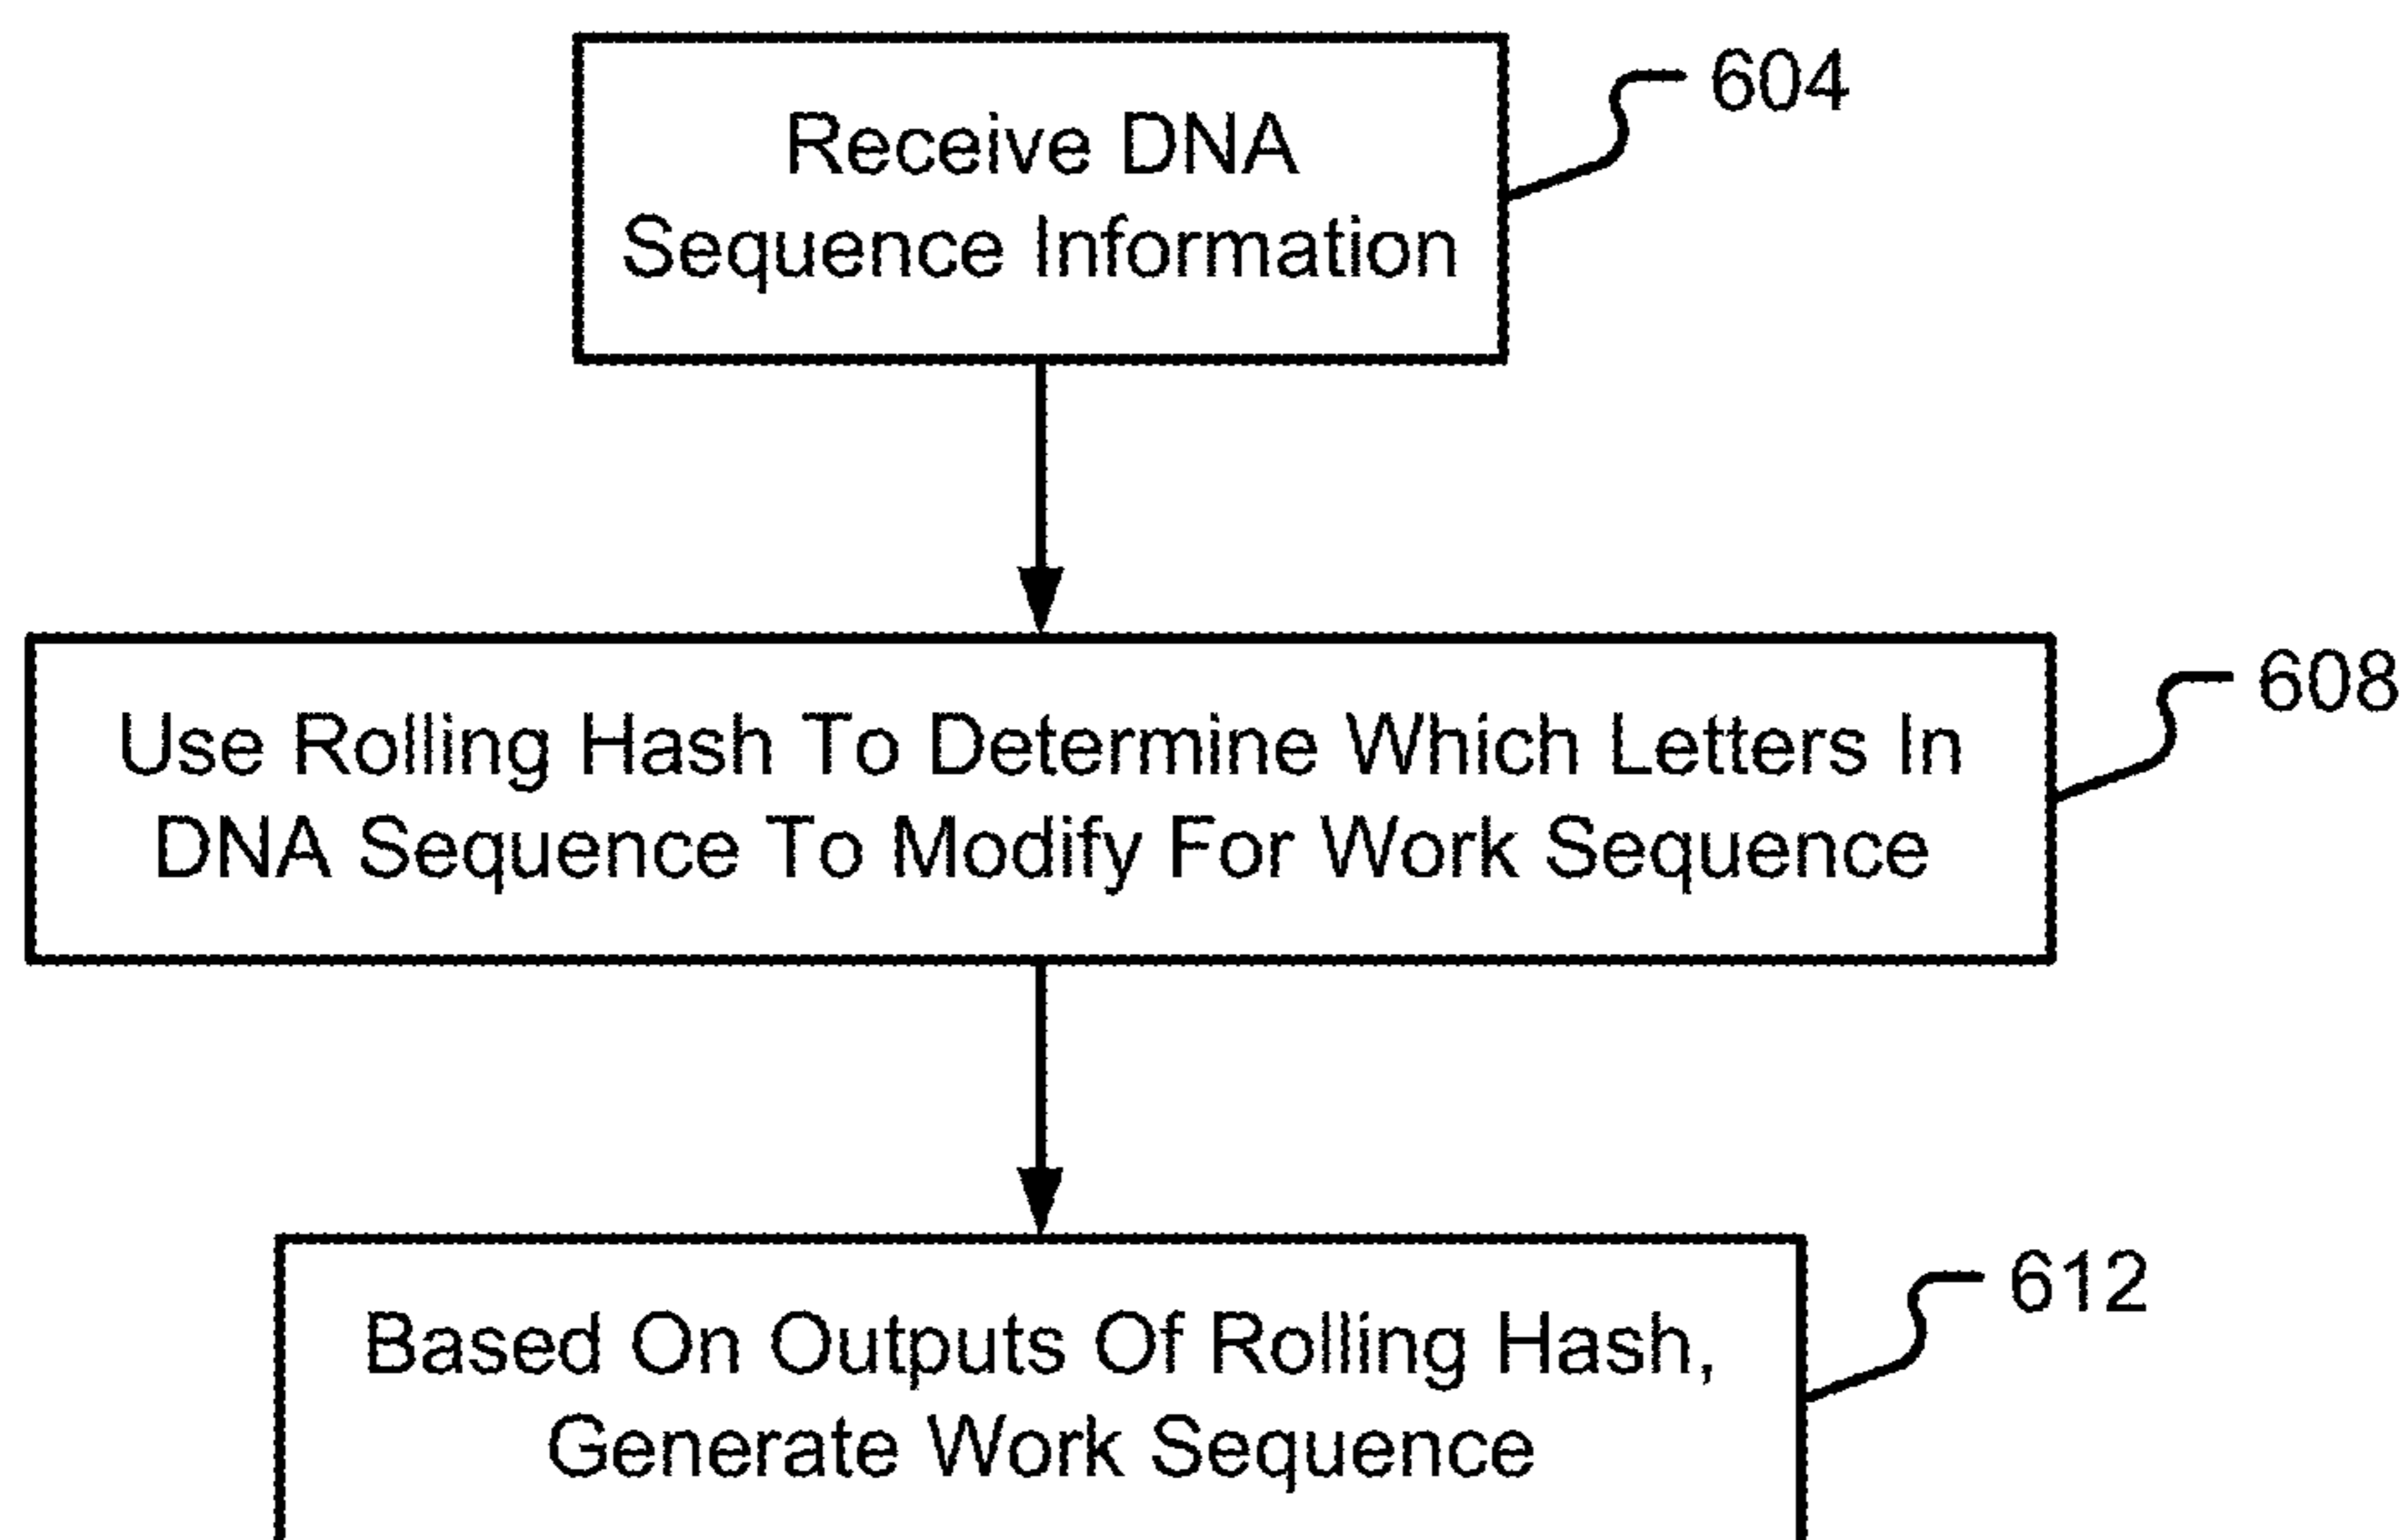 Receive DNA
Sequence Information
604
Use Rolling Hash To Determine Which Letters In
DNA Sequence To Modify For Work Sequence
608
Based On Outputs Of Rolling Hash,
Generate Work Sequence
612